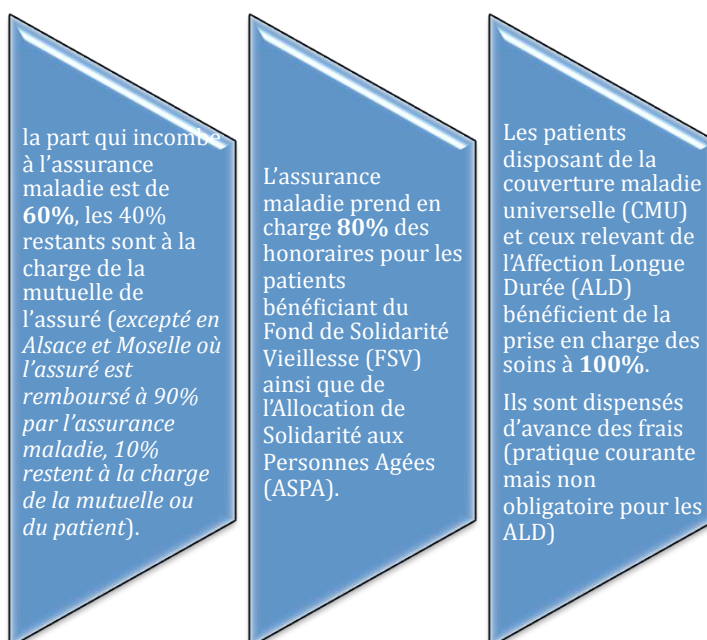 la part qui incombe
à l'assurance
maladie est de
60%, les 40%
restants sont à la
charge de la
mutuelle de
l'assuré (excepté en
Alsace et Moselle où
l'assuré est
remboursé à 90%
par l'assurance
maladie, 10%
restent à la charge
de la mutuelle ou
du patient).
L'assurance
maladie prend en
charge 80% des
honoraires pour les
patients
bénéficiant du
Fond de Solidarité
Vieillesse (FSV)
ainsi que de
l'Allocation de
Solidarité aux
Personnes Agées
(ASPA).
Les patients
disposant de la
couverture maladie
universelle (CMU)
et ceux relevant de
l'Affection Longue
Durée (ALD)
bénéficient de la
prise en charge des
soins à 100%.
Ils sont dispensés
d'avance des frais
(pratique courante
mais non
obligatoire pour les
ALD)